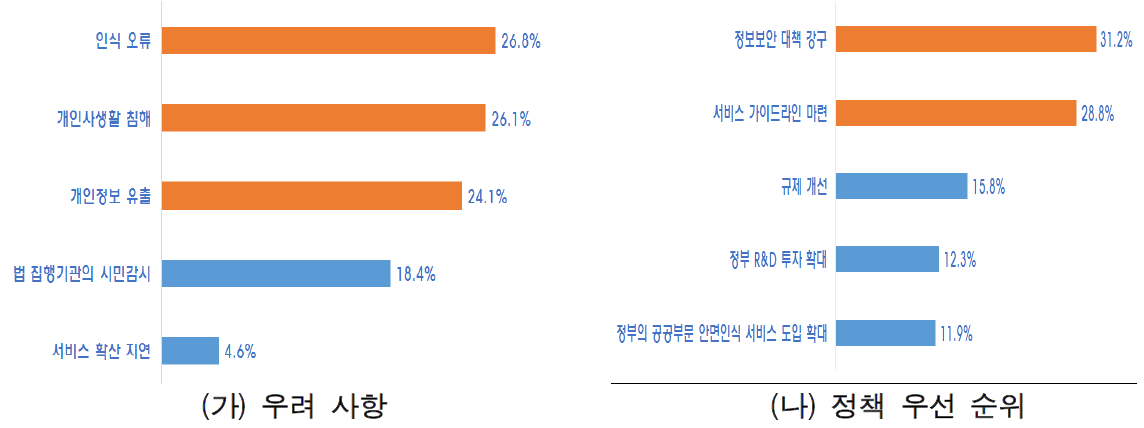 인식 오류 26.8%
개인사생활 침해 26.1%
개인정보 유출 24.1%
법 집행기관의 시민감시 18.4%
서비스 확산 지연 4.6%
(가) 우려 사항
정보보안 대책 강구 31.2%
서비스 가이드라인 마련 28.8%
규제 개선 15.8%
정부 R&D 투자 확대 12.3%
정부의 공공부문 안면인식 서비스 도입 확대 11.9%
(나) 정책 우선 순위